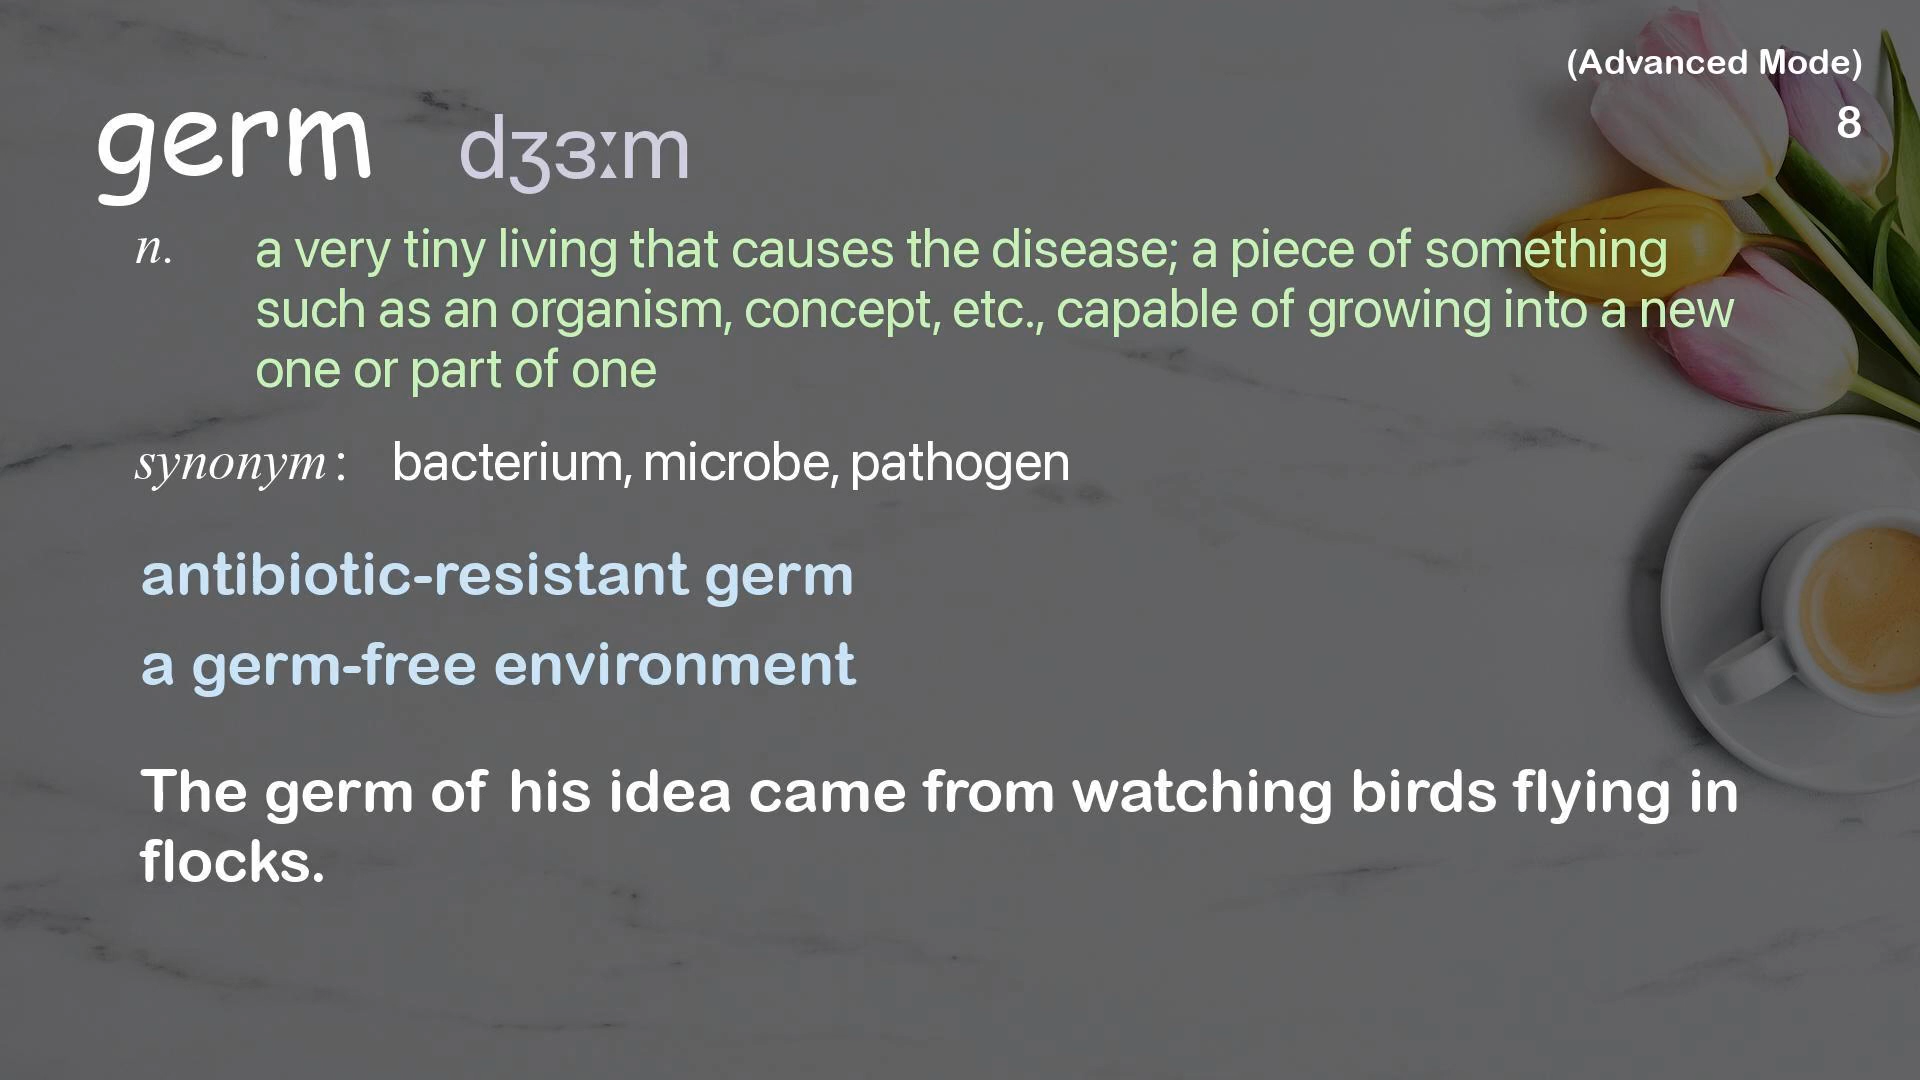 (Advanced Mode)
8
germ dʒɜːm
n. a very tiny living that causes the disease; a piece of something
such as an organism, concept, etc., capable of growing into a new
one or part of one
synonym: bacterium, microbe, pathogen
antibiotic-resistant germ
a germ-free environment
The germ of his idea came from watching birds flying in
flocks.